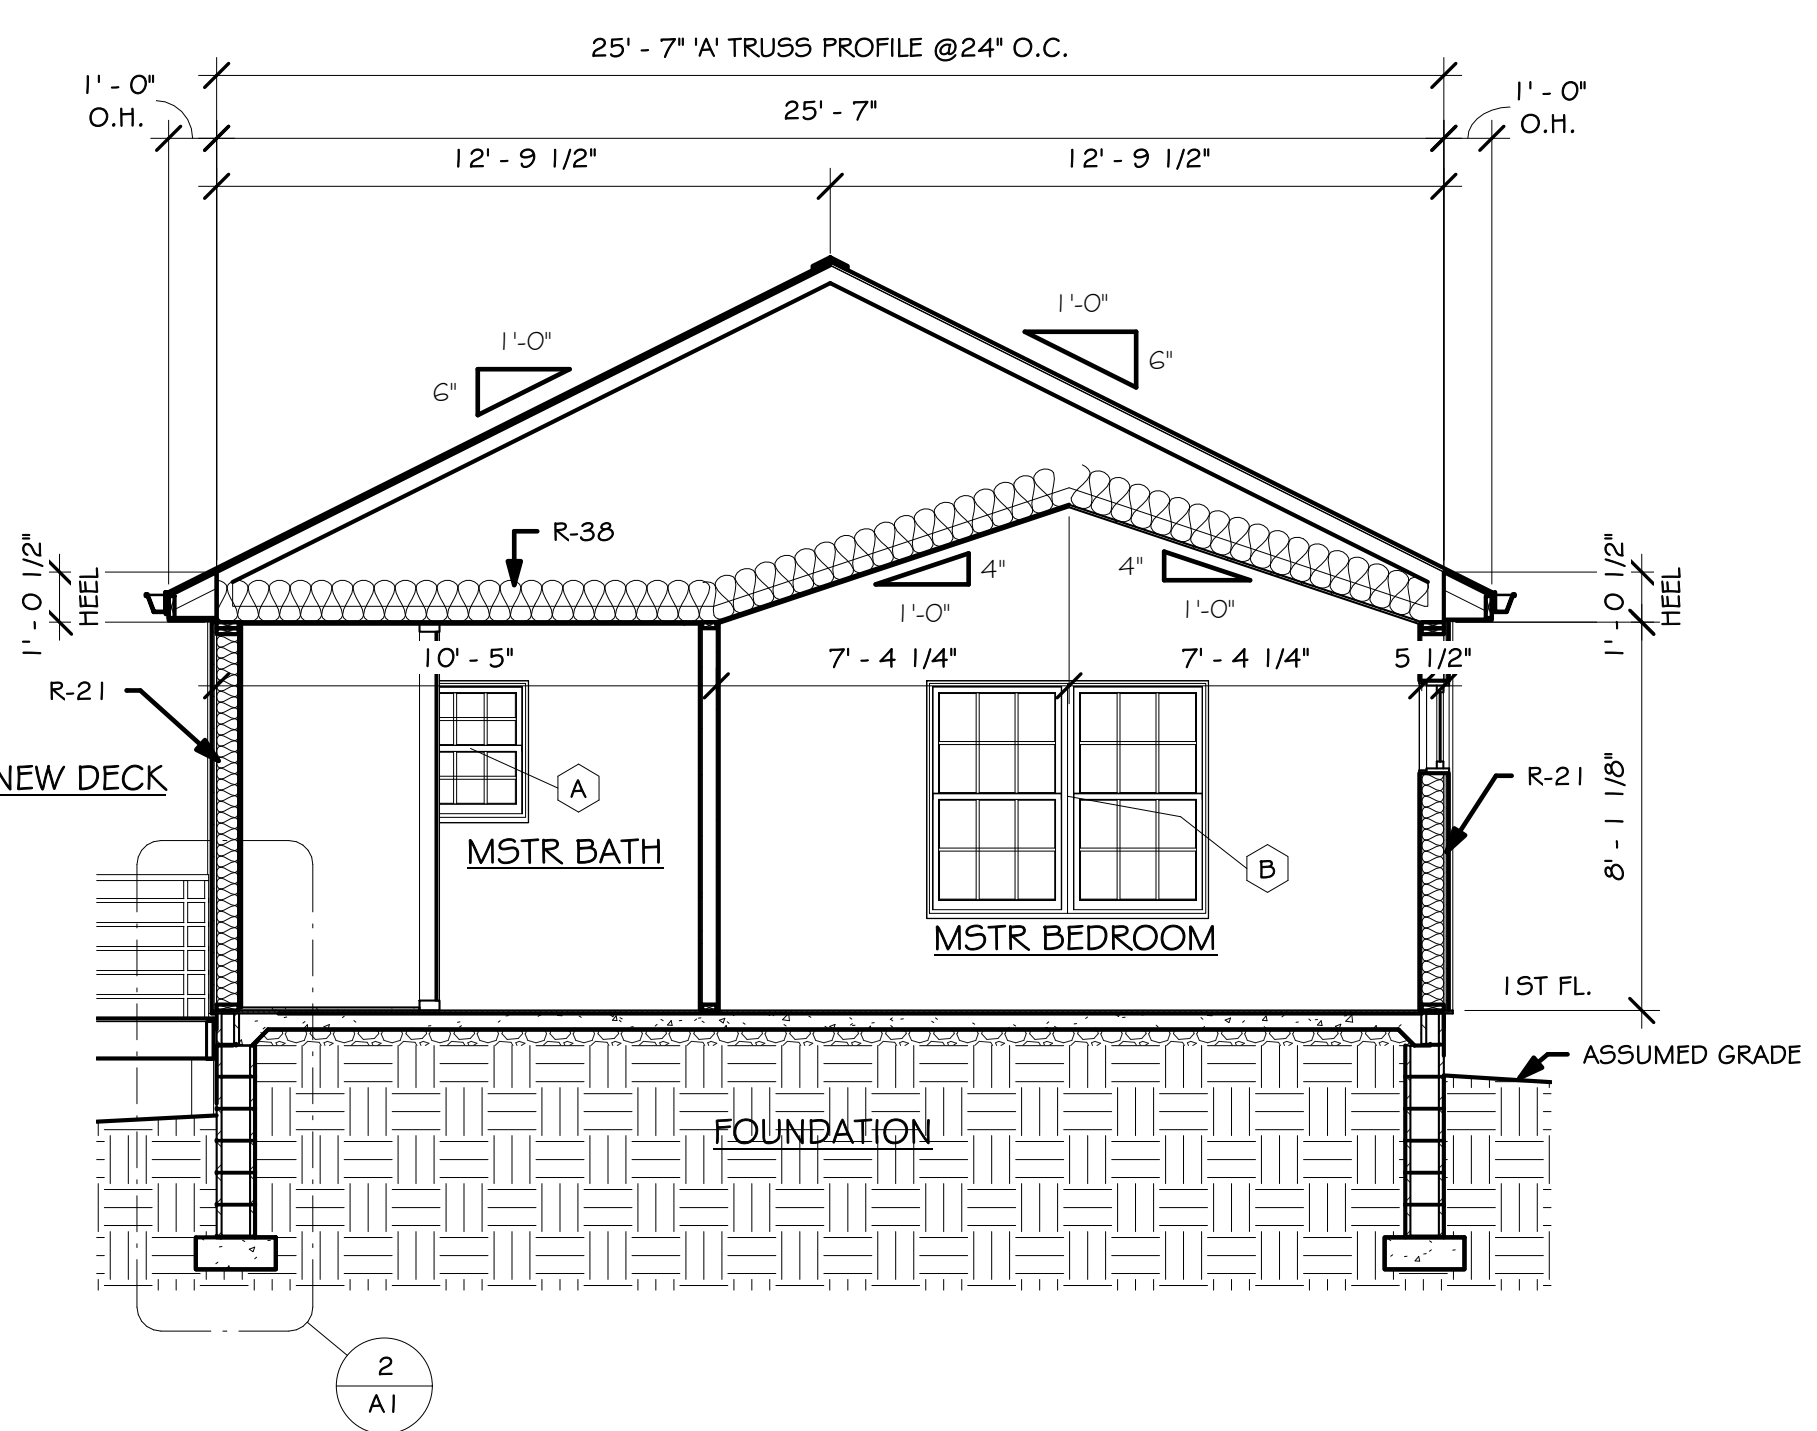 25' - 7" 'A' TRUSS PROFILE @24" O.C.
1' - 0"
O.H.
25' - 7"
1' - 0"
O.H.
12' - 9 1/2"
12' - 9 1/2"
1'-0"
6"
1'-0"
6"
R-38
1' - 0 1/2"
HEEL
4"
1'-0"
4"
1'-0"
1' - 0 1/2"
HEEL
10' - 5"
7' - 4 1/4"
7' - 4 1/4"
5 1/2"
R-21
NEW DECK
A
MSTR BATH
B
MSTR BEDROOM
R-21
8' - 1 1/8"
1ST FL.
ASSUMED GRADE
FOUNDATION
2
A1